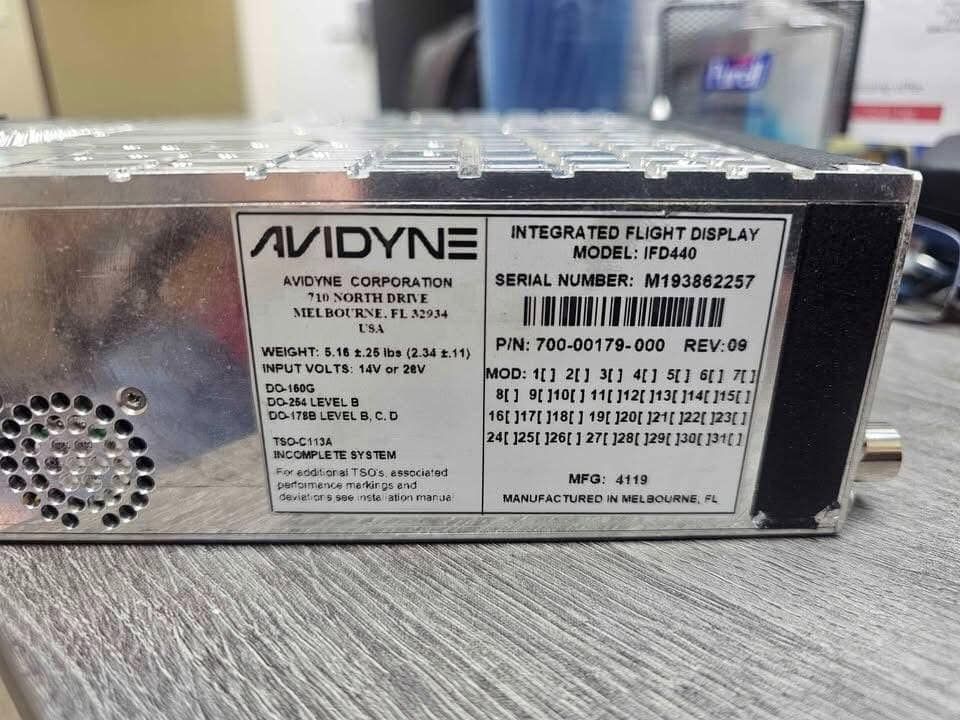 Purell
AVIDYNE
AVIDYNE CORPORATION
710 NORTH DRIVE
MELBOURNE, FL 32934
USA
WEIGHT: 5.16 ±.25 lbs (2.34 ±.11)
INPUT VOLTS: 14V or 28V
DO-160G
DO-254 LEVEL B
DO-178B LEVEL B, C, D
TSO-C113A
INCOMPLETE SYSTEM
For additional TSO's, associated
performance markings and
deviations see installation manual
INTEGRATED FLIGHT DISPLAY
MODEL: IFD440
SERIAL NUMBER: M193862257
P/N: 700-00179-000 REV:09
MOD: 1[ ] 2[ ] 3[ ] 4[ ] 5[ ] 6[ ] 7[ ]
8[ ] 9[ ]10[ ] 11[ ]12[ ]13[ ]14[ ]15[ ]
16[ ]17[ ]18[ ] 19[ ]20[ ]21[ ]22[ ]23[ ]
24[ ]25[ ]26[ ] 27[ ]28[ ]29[ ]30[ ]31[ ]
MFG: 4119
MANUFACTURED IN MELBOURNE, FL